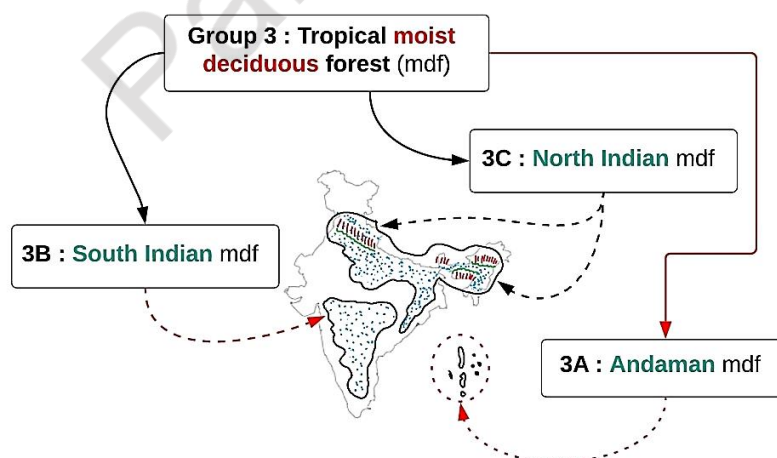 Group 3 : Tropical moist
deciduous forest (mdf)
3C : North Indian mdf
3B : South Indian mdf
3A : Andaman mdf